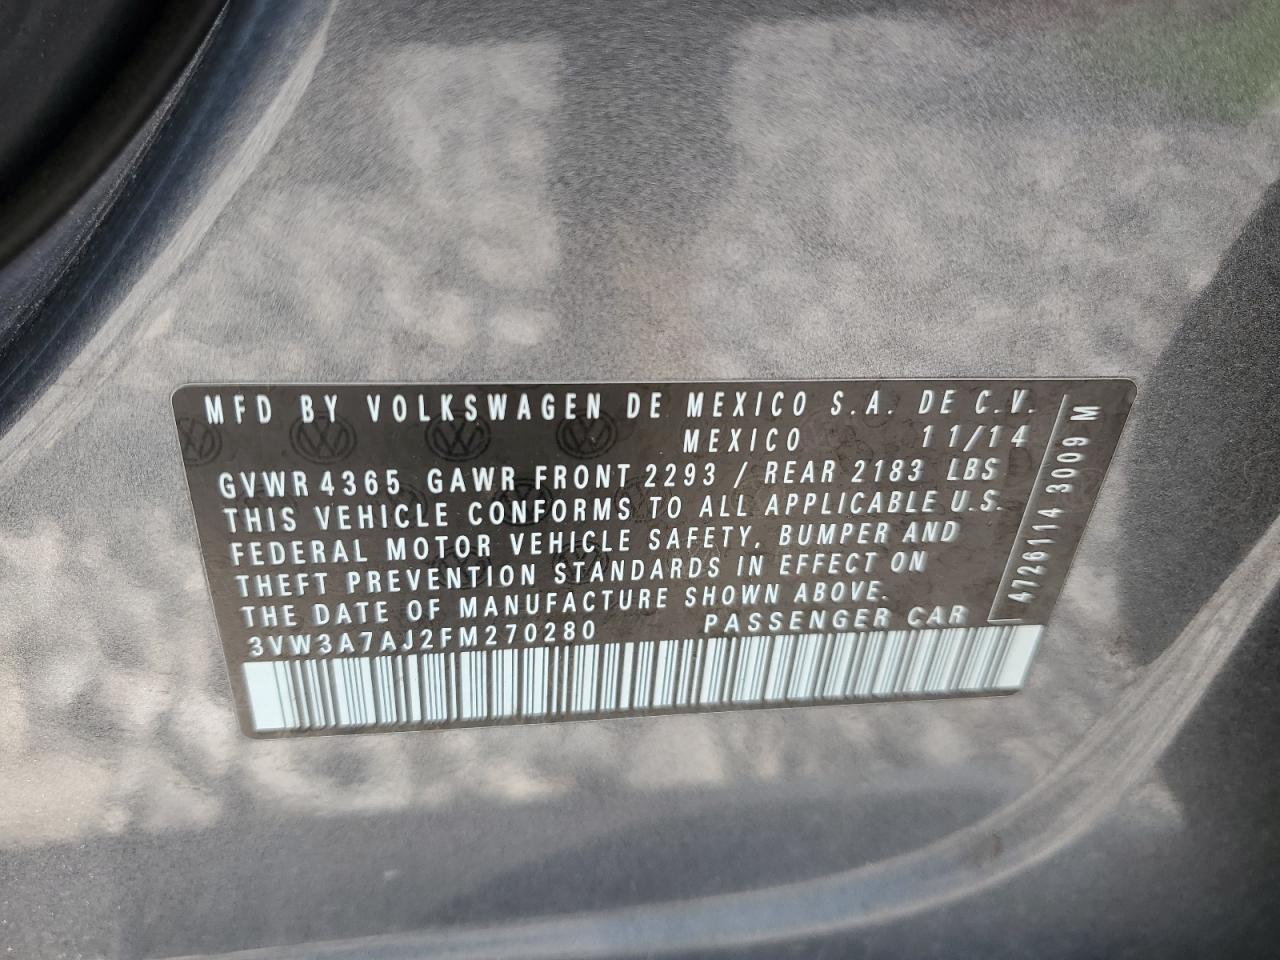 MFD BY VOLKSWAGEN DE MEXICO S.A. DE C.V.
MEXICO 11/14
GVWR 4365 GAWR FRONT 2293 / REAR 2183 LBS
THIS VEHICLE CONFORMS TO ALL APPLICABLE U.S.
FEDERAL MOTOR VEHICLE SAFETY, BUMPER AND
THEFT PREVENTION STANDARDS IN EFFECT ON
THE DATE OF MANUFACTURE SHOWN ABOVE.
3VW3A7AJ2FM270280 PASSENGER CAR
4726114 3009 M